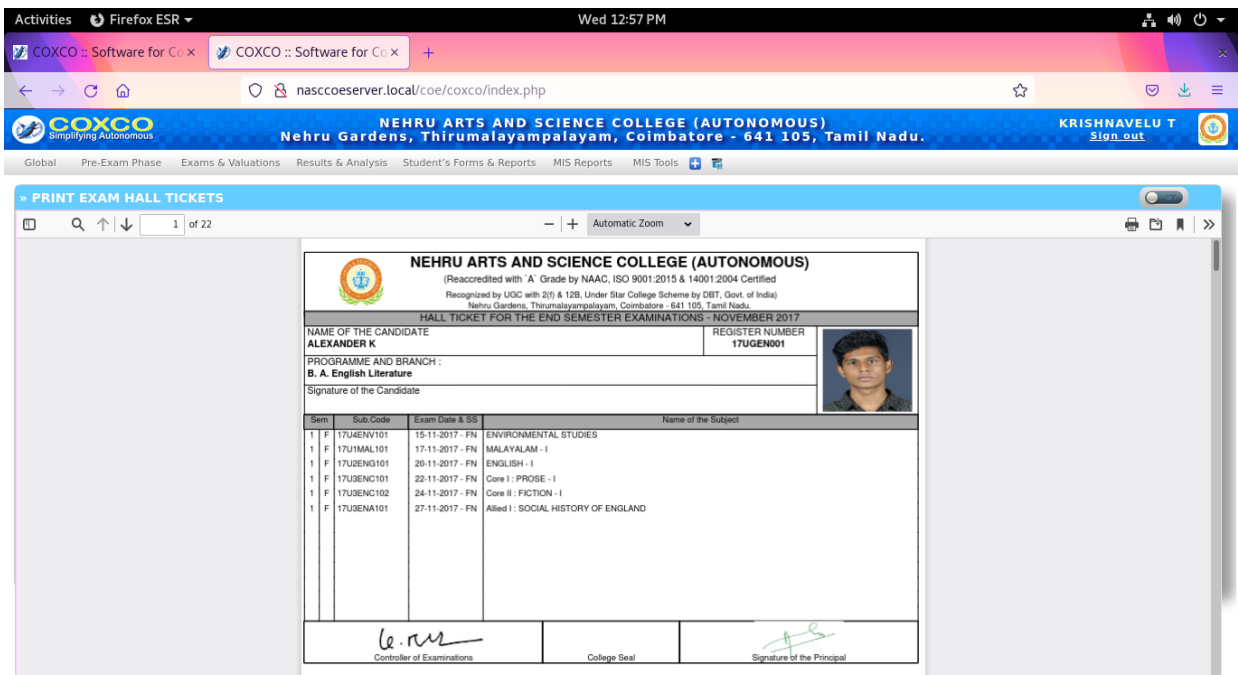 Activities Firefox ESR Wed 12:57 PM
COXCO :: Software for Co × COXCO :: Software for Co × +
nasccoeserver.local/coe/coxco/index.php
COXCO
Simplifying Autonomous
NEHRU ARTS AND SCIENCE COLLEGE (AUTONOMOUS)
Nehru Gardens, Thirumalayampalayam, Coimbatore - 641 105, Tamil Nadu.
KRISHNAVELU T
Sign out
Global Pre-Exam Phase Exams & Valuations Results & Analysis Student's Forms & Reports MIS Reports MIS Tools
» PRINT EXAM HALL TICKETS
1 of 22 Automatic Zoom
NEHRU ARTS AND SCIENCE COLLEGE (AUTONOMOUS)
(Reaccredited with `A` Grade by NAAC, ISO 9001:2015 & 14001:2004 Certified
Recognized by UGC with 2(f) & 12B, Under Star College Scheme by DBT, Govt. of India)
Nehru Gardens, Thirumalayampalayam, Coimbatore - 641 105, Tamil Nadu.
HALL TICKET FOR THE END SEMESTER EXAMINATIONS - NOVEMBER 2017
NAME OF THE CANDIDATE REGISTER NUMBER
ALEXANDER K 17UGEN001
PROGRAMME AND BRANCH :
B. A. English Literature
Signature of the Candidate
Sem Sub.Code Exam Date & SS Name of the Subject
1 F 17U4ENV101 15-11-2017 - FN ENVIRONMENTAL STUDIES
1 F 17U1MAL101 17-11-2017 - FN MALAYALAM - I
1 F 17U2ENG101 20-11-2017 - FN ENGLISH - I
1 F 17U3ENC101 22-11-2017 - FN Core I : PROSE - I
1 F 17U3ENC102 24-11-2017 - FN Core II : FICTION - I
1 F 17U3ENA101 27-11-2017 - FN Allied I : SOCIAL HISTORY OF ENGLAND
Controller of Examinations College Seal Signature of the Principal